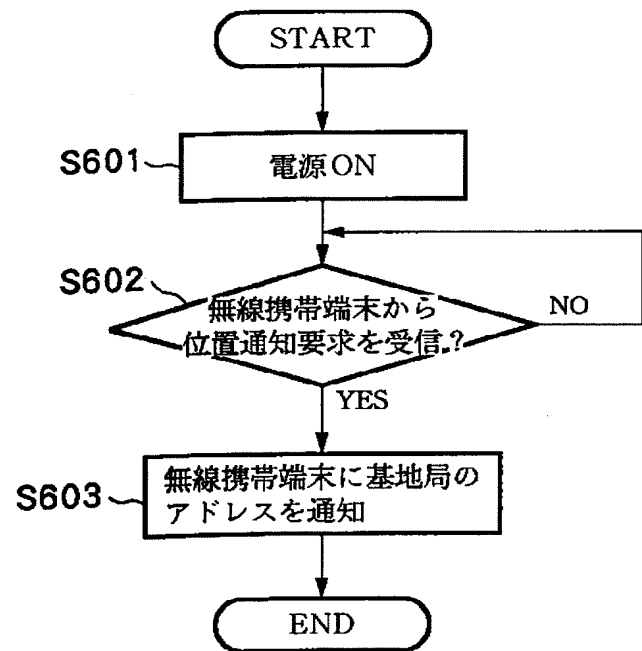 START
S601
電源ON
S602
無線携帯端末から
位置通知要求を受信?
NO
YES
S603
無線携帯端末に基地局の
アドレスを通知
END